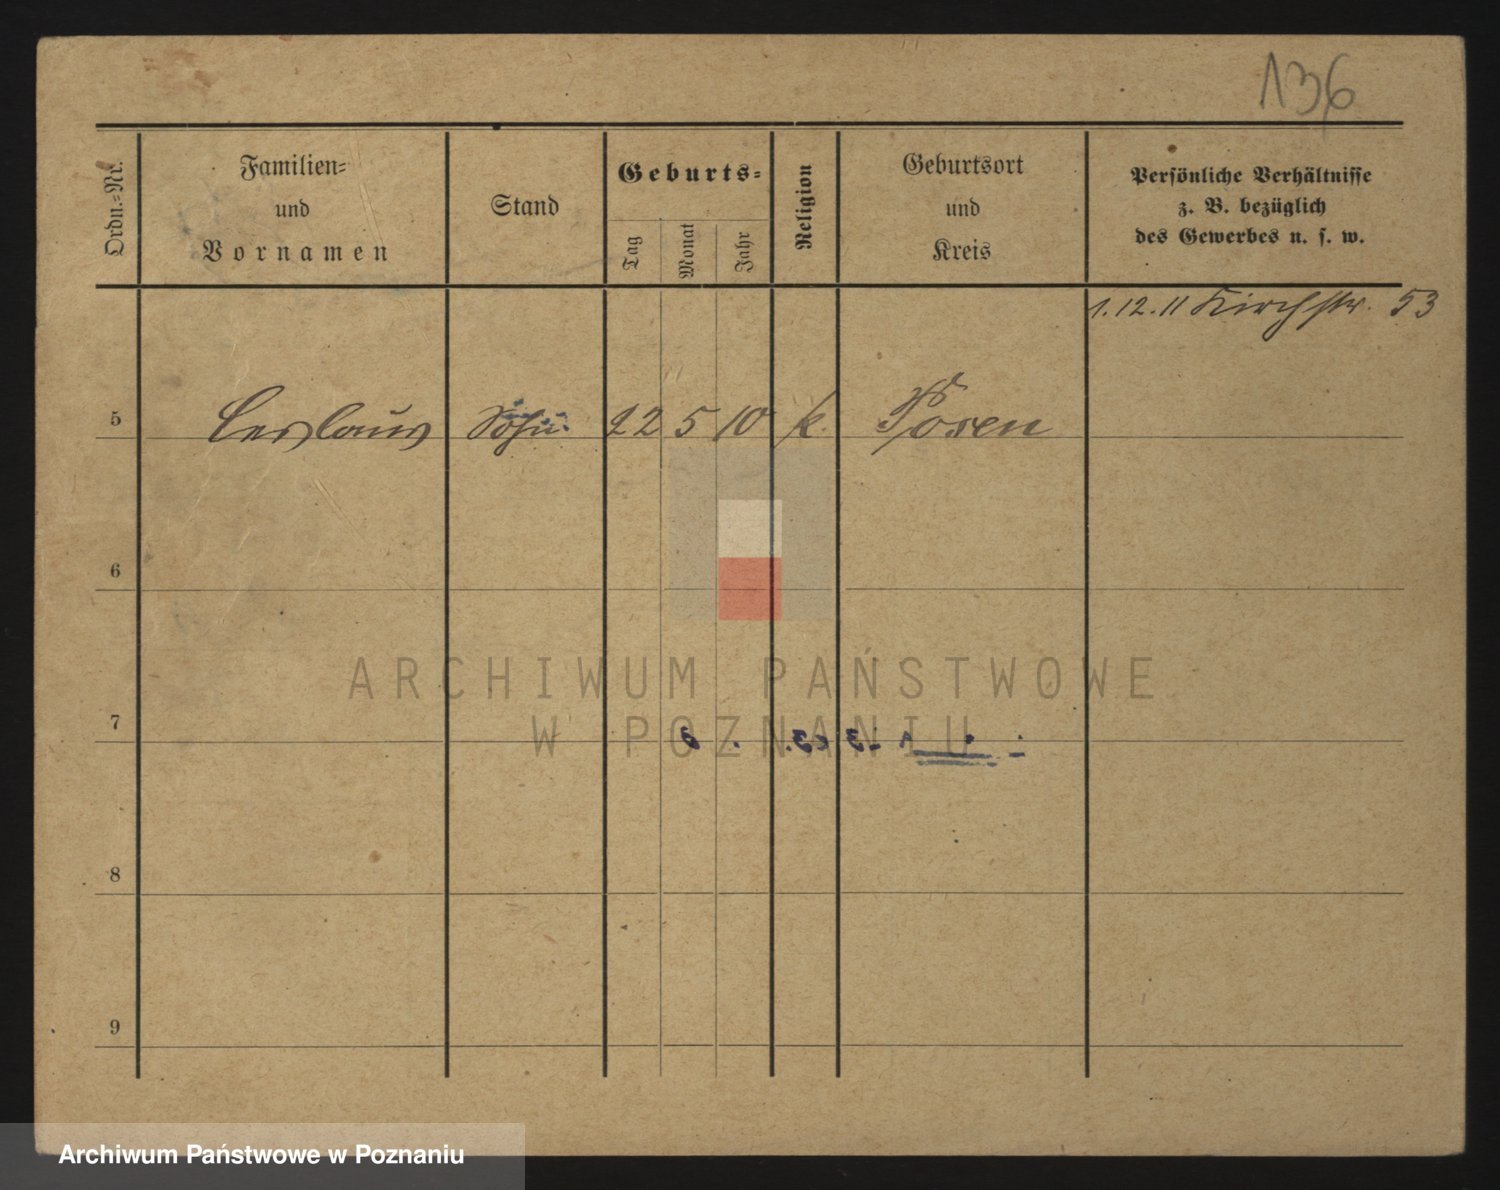 136
Ordn.=Nr.
Familien=
und
Vornamen
Stand
Geburts=
Tag
Monat
Jahr
Religion
Geburtsort
und
Kreis
Persönliche Verhältnisse
z. B. bezüglich
des Gewerbes u. s. w.
1.12.11 Kirchstr. 53
5 Sohn 22 5 10 k. Posen
6
7
8
9
ARCHIWUM PAŃSTWOWE
W POZNANIU
Archiwum Państwowe w Poznaniu